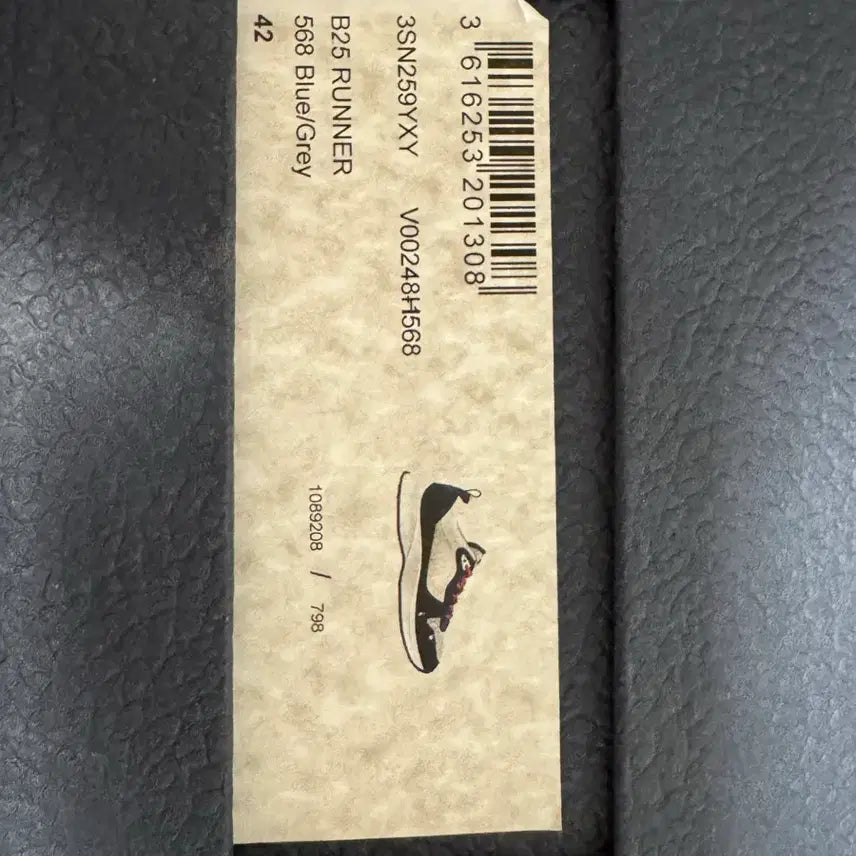 3 616253 201308
3SN259YXY V00248H568
B25 RUNNER
568 Blue/Grey
1089208 / 798
42